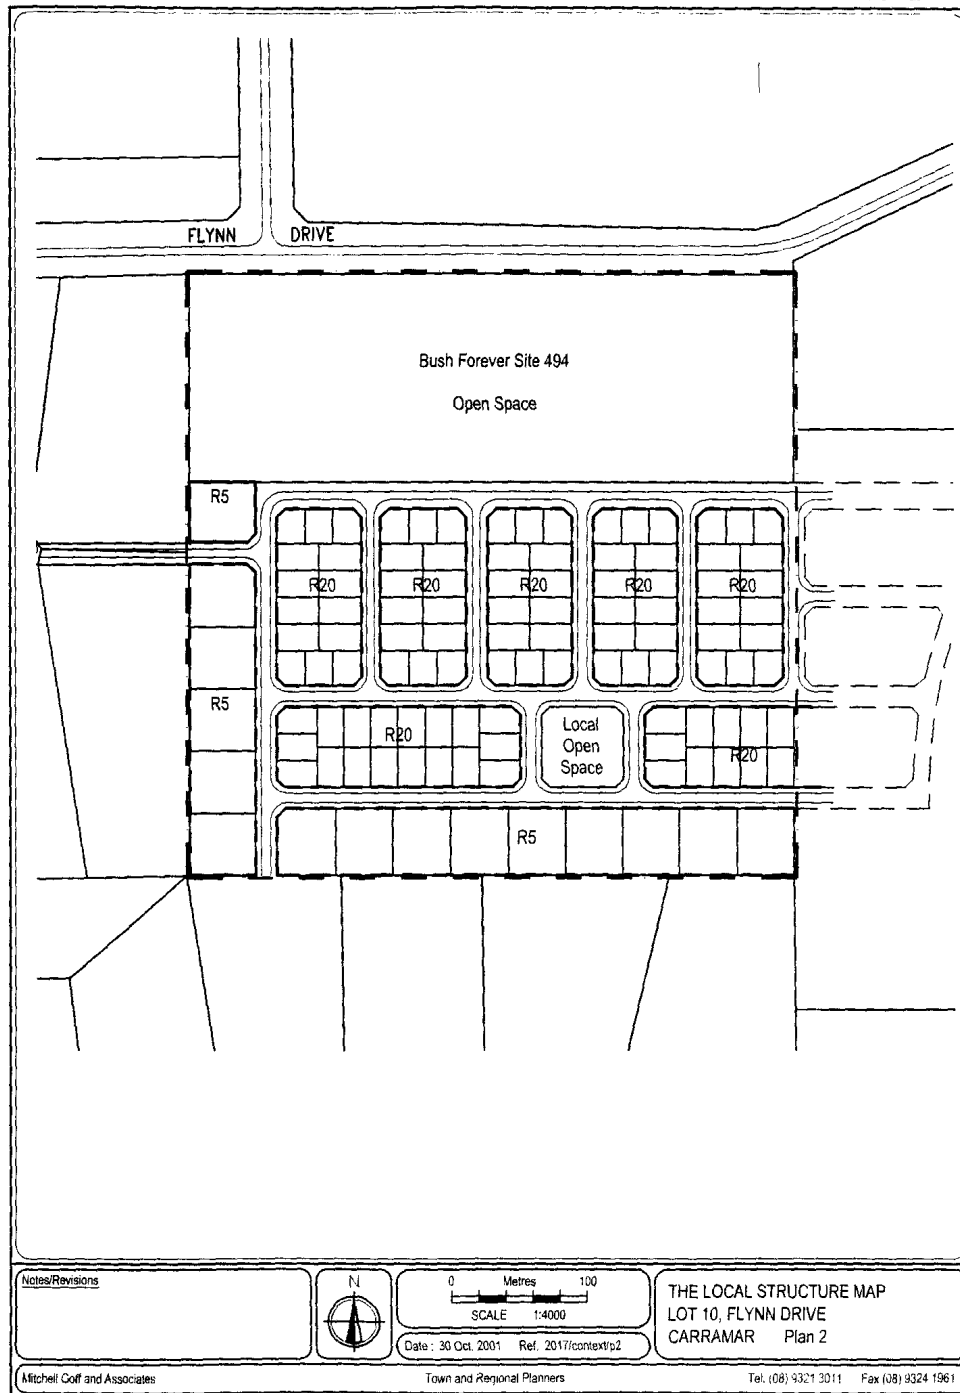 FLYNN DRIVE
Bush Forever Site 494
Open Space
R5
R20 R20 R20 R20 R20
R5
R20
Local
Open
Space
R20
R5
Notes/Revisions
N
0 Metres 100
SCALE 1:4000
Date : 30 Oct. 2001 Ref. 2017/context/p2
THE LOCAL STRUCTURE MAP
LOT 10, FLYNN DRIVE
CARRAMAR Plan 2
Mitchell Goff and Associates Town and Regional Planners Tel. (08) 9321 3011 Fax (08) 9324 1961